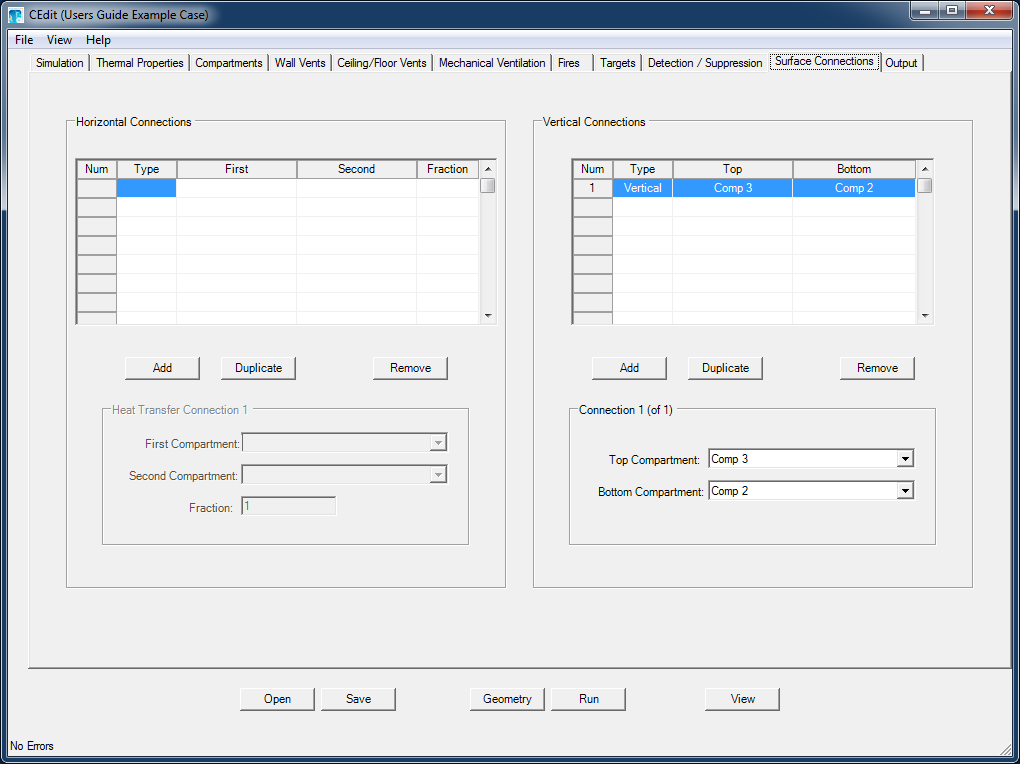 CEdit (Users Guide Example Case)
File View Help
Simulation Thermal Properties Compartments Wall Vents Ceiling/Floor Vents Mechanical Ventilation Fires Targets Detection / Suppression Surface Connections Output
Horizontal Connections
Num Type First Second Fraction
Add Duplicate Remove
Heat Transfer Connection 1
First Compartment:
Second Compartment:
Fraction: 1
Vertical Connections
Num Type Top Bottom
1 Vertical Comp 3 Comp 2
Add Duplicate Remove
Connection 1 (of 1)
Top Compartment: Comp 3
Bottom Compartment: Comp 2
Open Save Geometry Run View
No Errors